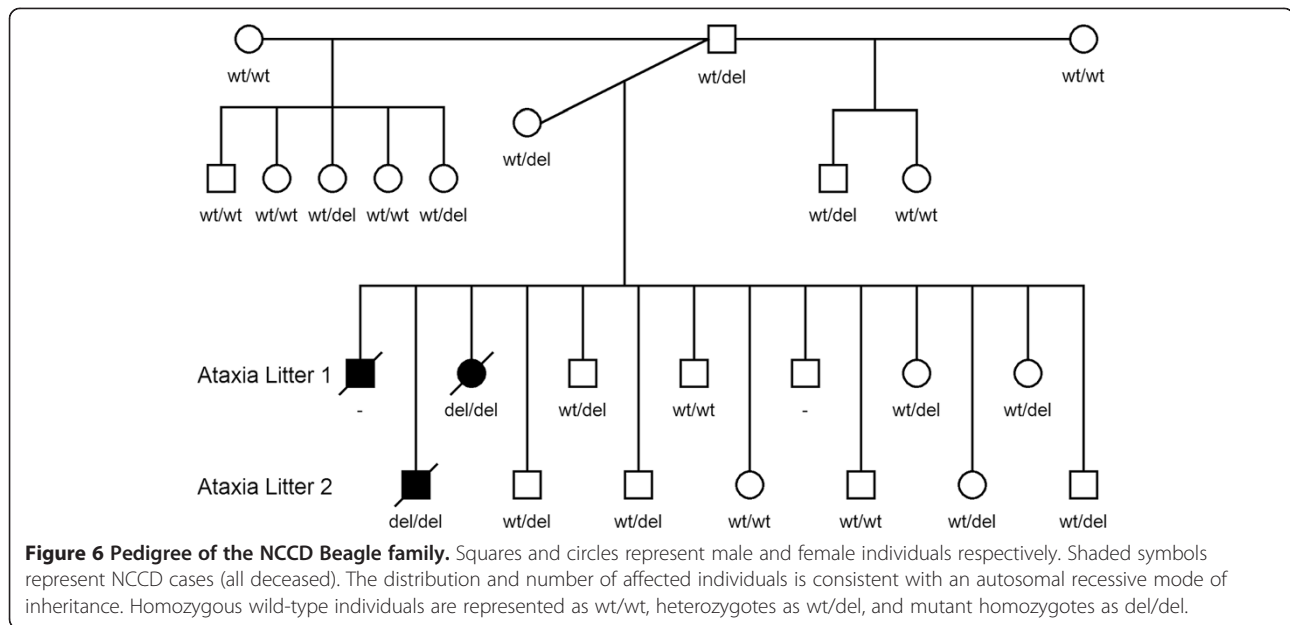 wt/wt wt/del wt/wt
wt/del
wt/wt wt/wt wt/del wt/wt wt/del wt/del wt/wt
Ataxia Litter 1
- del/del wt/del wt/wt - wt/del wt/del
Ataxia Litter 2
del/del wt/del wt/del wt/wt wt/wt wt/del wt/del
Figure 6 Pedigree of the NCCD Beagle family. Squares and circles represent male and female individuals respectively. Shaded symbols
represent NCCD cases (all deceased). The distribution and number of affected individuals is consistent with an autosomal recessive mode of
inheritance. Homozygous wild-type individuals are represented as wt/wt, heterozygotes as wt/del, and mutant homozygotes as del/del.